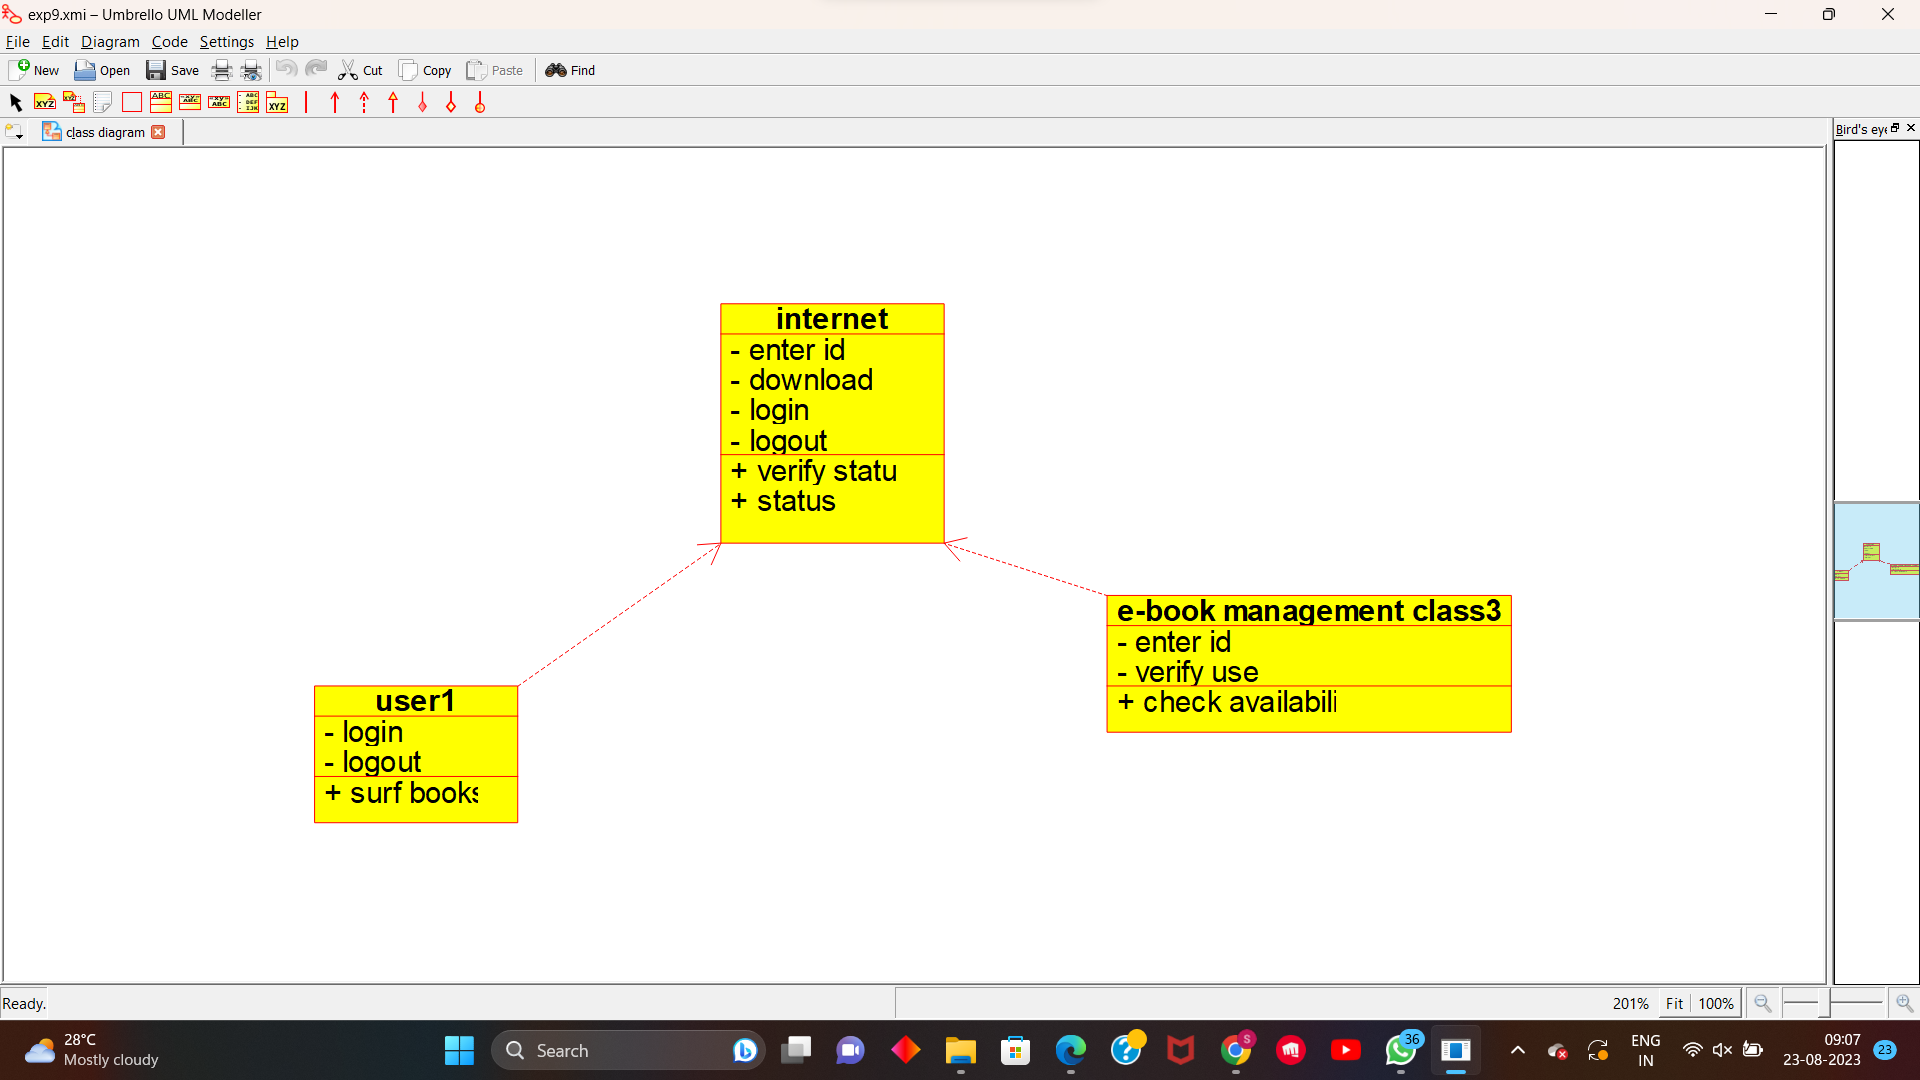 exp9.xmi – Umbrello UML Modeller
File Edit Diagram Code Settings Help
New Open Save Cut Copy Paste Find
class diagram
Bird's eye
internet
- enter id
- download
- login
- logout
+ verify statu
+ status
e-book management class3
- enter id
- verify use
+ check availabili
user1
- login
- logout
+ surf books
Ready.
201% Fit 100%
28°C
Mostly cloudy
Search
36
ENG
IN
09:07
23-08-2023
23